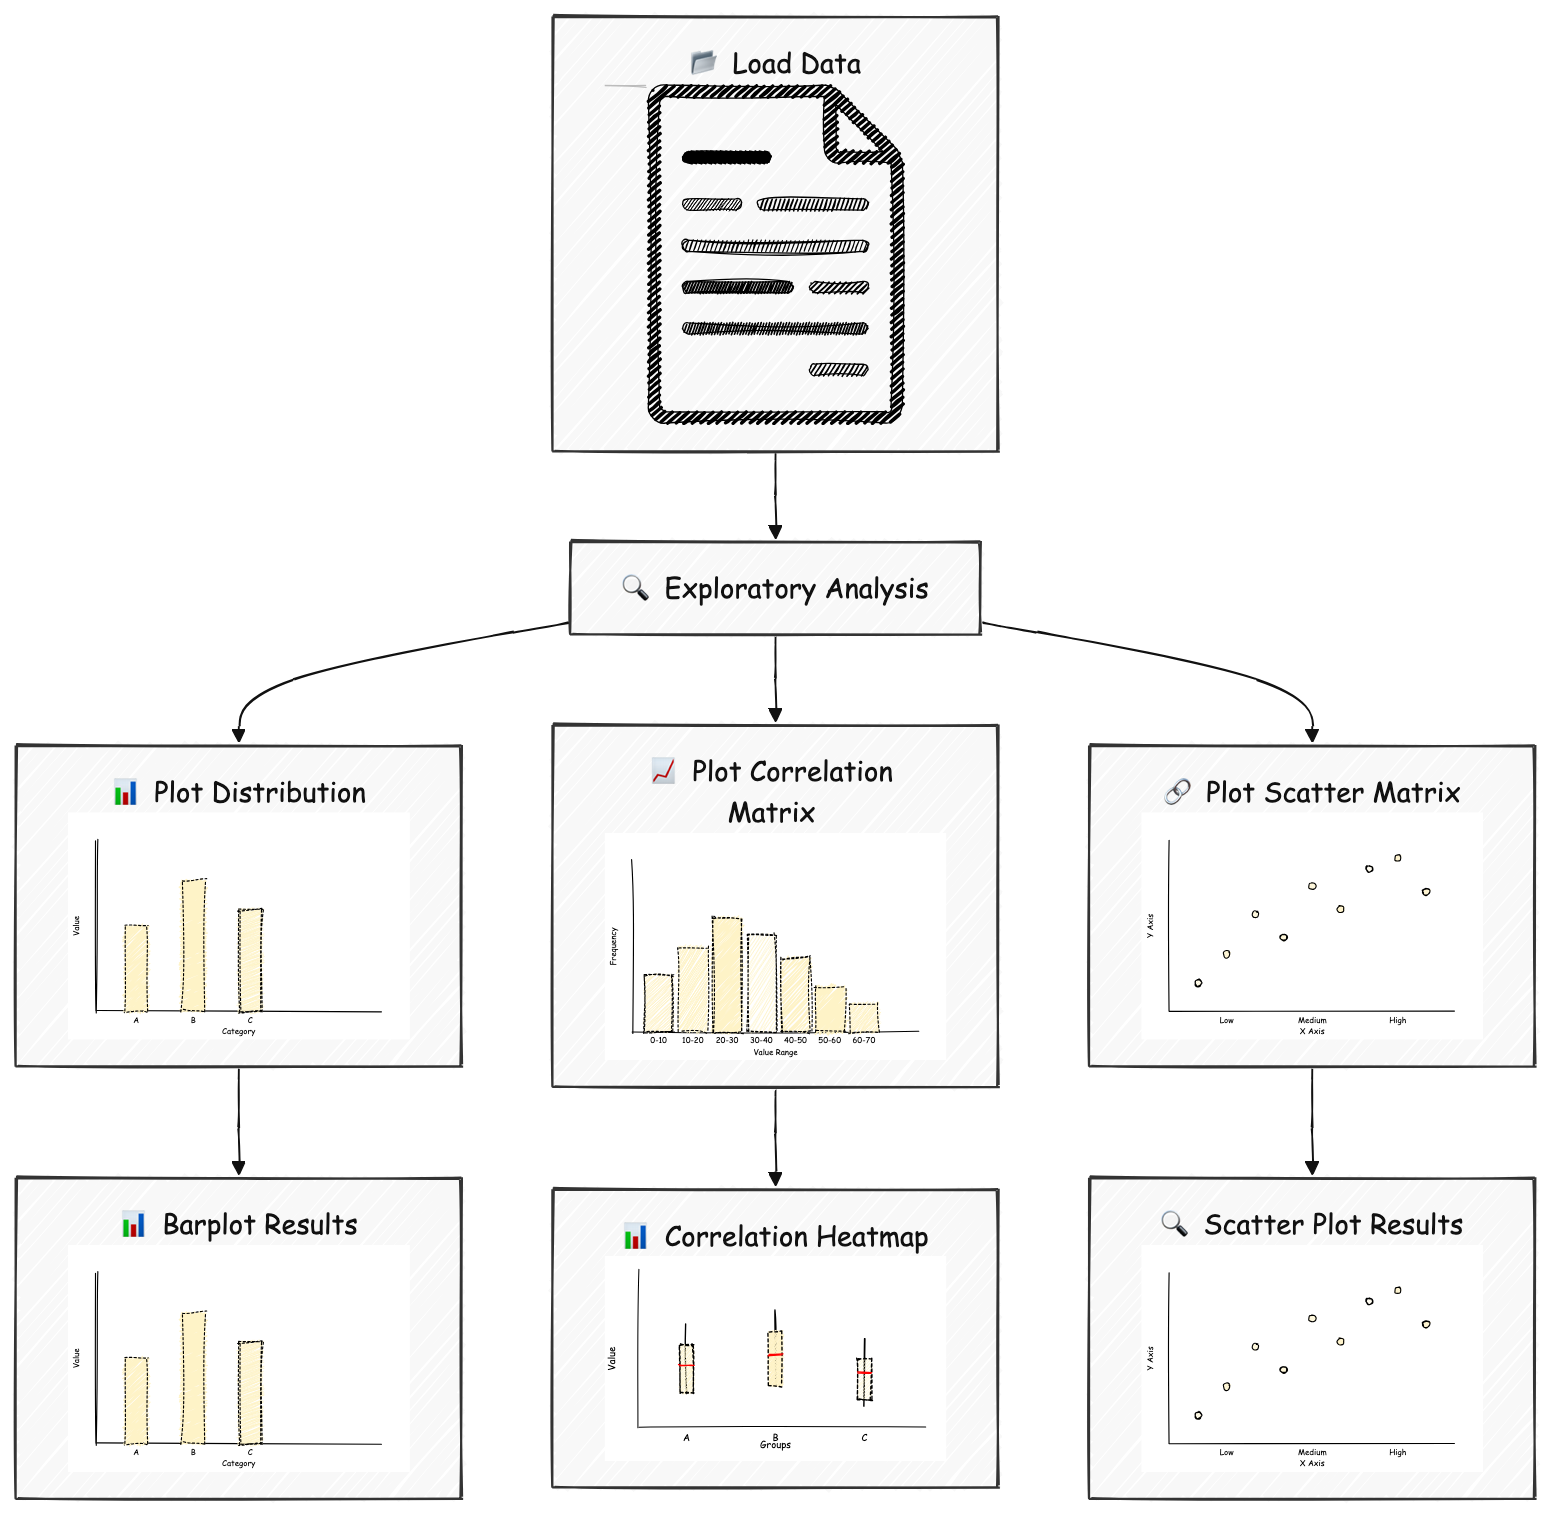 Load Data
Exploratory Analysis
Plot Distribution
Value
A B C
Category
Plot Correlation
Matrix
Frequency
0-10 10-20 20-30 30-40 40-50 50-60 60-70
Value Range
Plot Scatter Matrix
Y Axis
Low Medium High
X Axis
Barplot Results
Value
A B C
Category
Correlation Heatmap
Value
A B C
Groups
Scatter Plot Results
Y Axis
Low Medium High
X Axis